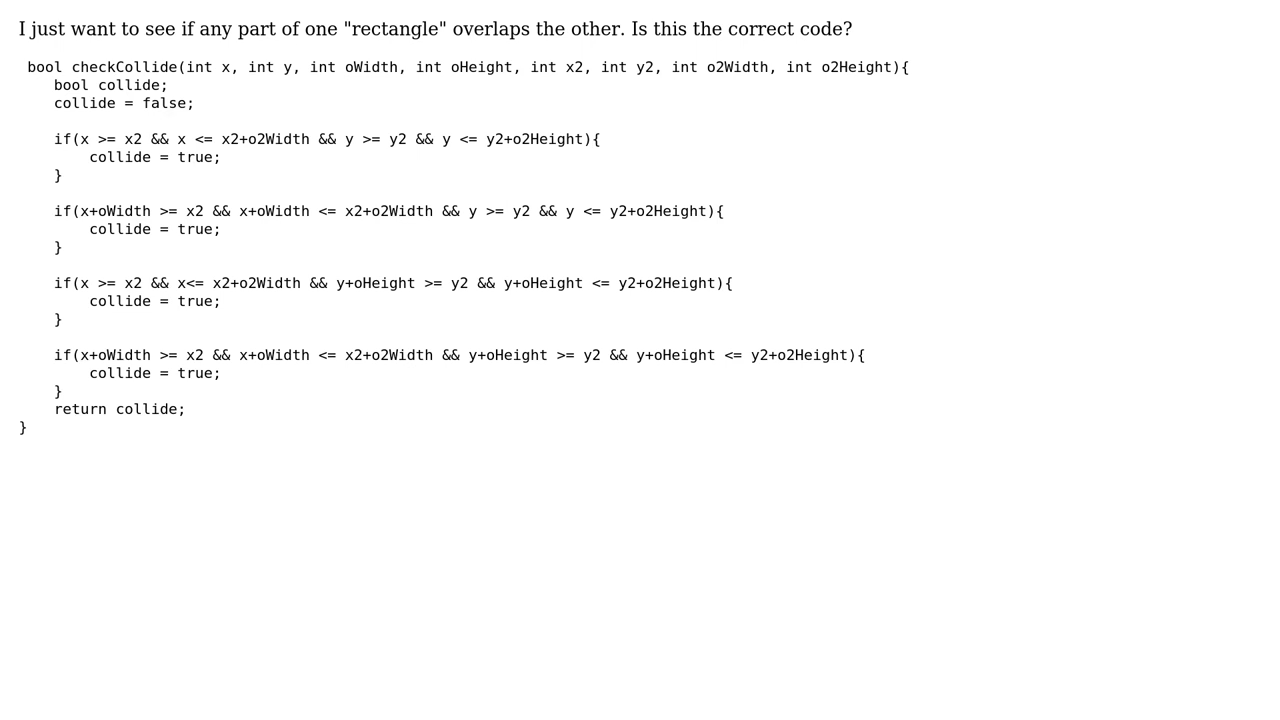 I just want to see if any part of one "rectangle" overlaps the other. Is this the correct code?
bool checkCollide(int x, int y, int oWidth, int oHeight, int x2, int y2, int o2Width, int o2Height){
    bool collide;
    collide = false;

    if(x >= x2 && x <= x2+o2Width && y >= y2 && y <= y2+o2Height){
        collide = true;
    }

    if(x+oWidth >= x2 && x+oWidth <= x2+o2Width && y >= y2 && y <= y2+o2Height){
        collide = true;
    }

    if(x >= x2 && x<= x2+o2Width && y+oHeight >= y2 && y+oHeight <= y2+o2Height){
        collide = true;
    }

    if(x+oWidth >= x2 && x+oWidth <= x2+o2Width && y+oHeight >= y2 && y+oHeight <= y2+o2Height){
        collide = true;
    }
    return collide;
}